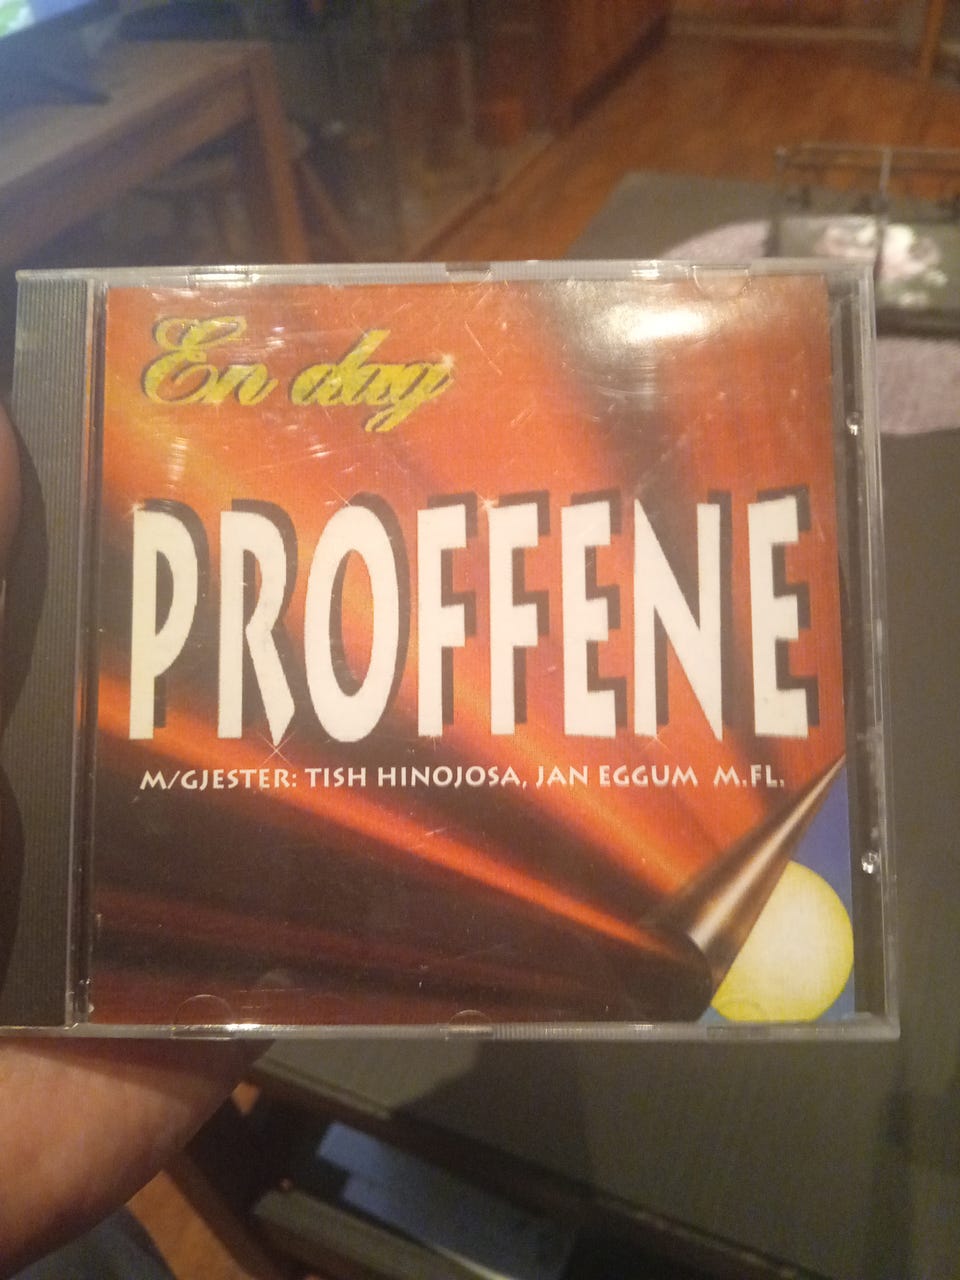 En dag
PROFFENE
M/GJESTER: TISH HINOJOSA, JAN EGGUM M.FL.